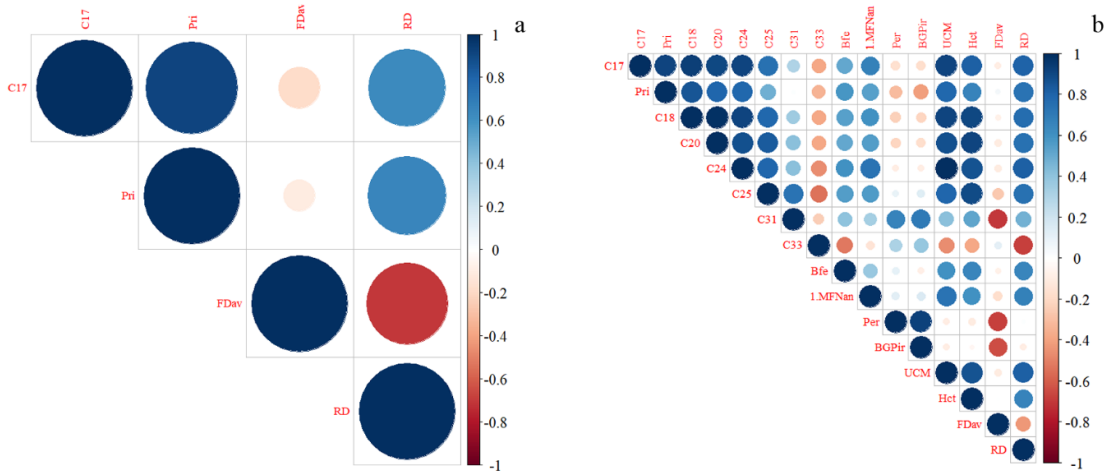 a
C17
Pri
FDav
RD
C17
Pri
FDav
RD
1
0.8
0.6
0.4
0.2
0
-0.2
-0.4
-0.6
-0.8
-1
b
C17
Pri
C18
C20
C24
C25
C31
C33
Bfe
1.MFNan
Per
BGPir
UCM
Hct
FDav
RD
C17
Pri
C18
C20
C24
C25
C31
C33
Bfe
1.MFNan
Per
BGPir
UCM
Hct
FDav
RD
1
0.8
0.6
0.4
0.2
0
-0.2
-0.4
-0.6
-0.8
-1